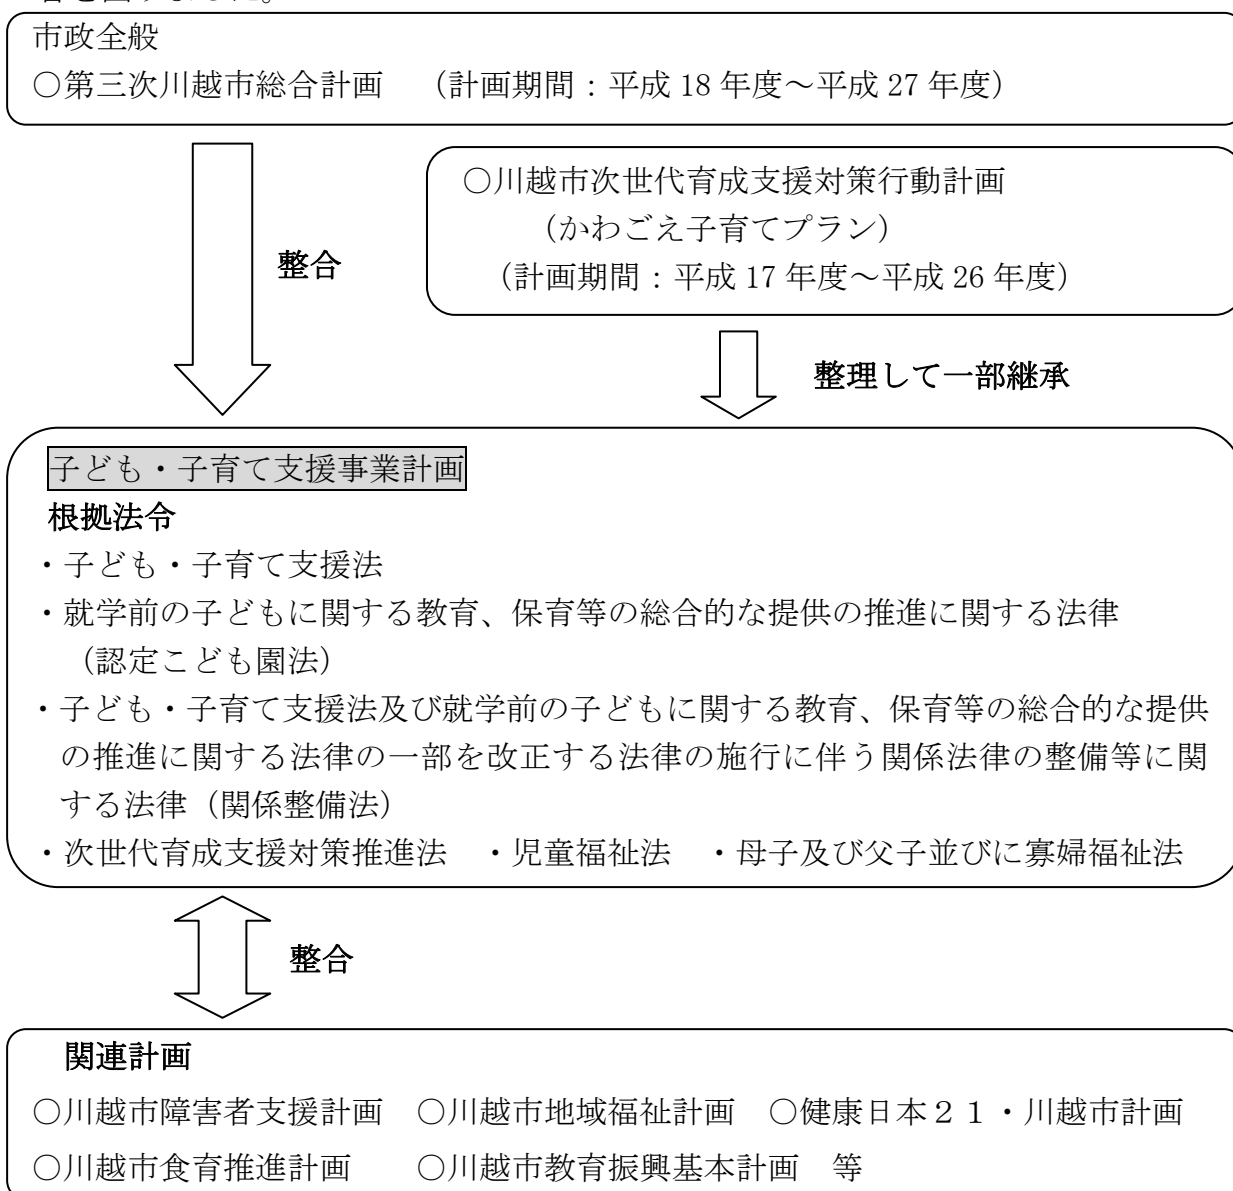 市政全般
○第三次川越市総合計画　（計画期間：平成 18 年度～平成 27 年度）
○川越市次世代育成支援対策行動計画
（かわごえ子育てプラン）
（計画期間：平成 17 年度～平成 26 年度）
整合
整理して一部継承
子ども・子育て支援事業計画
根拠法令
・子ども・子育て支援法
・就学前の子どもに関する教育、保育等の総合的な提供の推進に関する法律
（認定こども園法）
・子ども・子育て支援法及び就学前の子どもに関する教育、保育等の総合的な提供
の推進に関する法律の一部を改正する法律の施行に伴う関係法律の整備等に関
する法律（関係整備法）
・次世代育成支援対策推進法　・児童福祉法　・母子及び父子並びに寡婦福祉法
整合
関連計画
○川越市障害者支援計画　○川越市地域福祉計画　○健康日本２１・川越市計画
○川越市食育推進計画　　○川越市教育振興基本計画　等